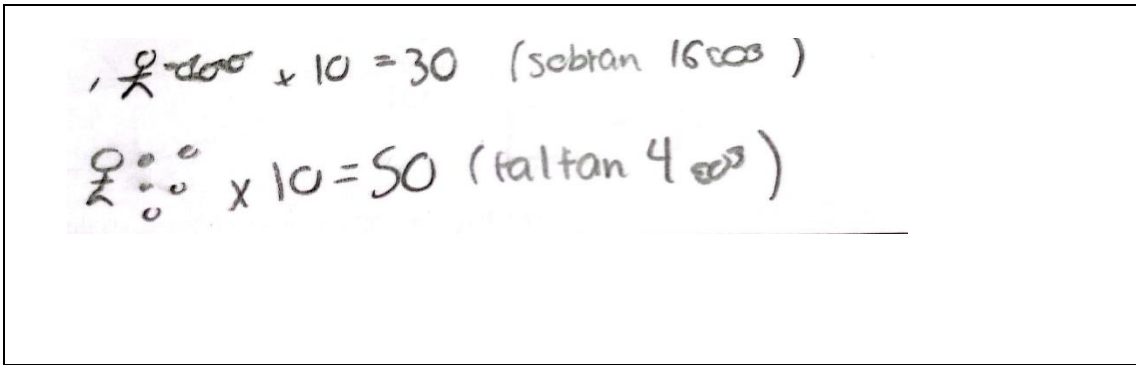 x 10 = 30 (sobran 16 )
x 10 = 50 (faltan 4 )